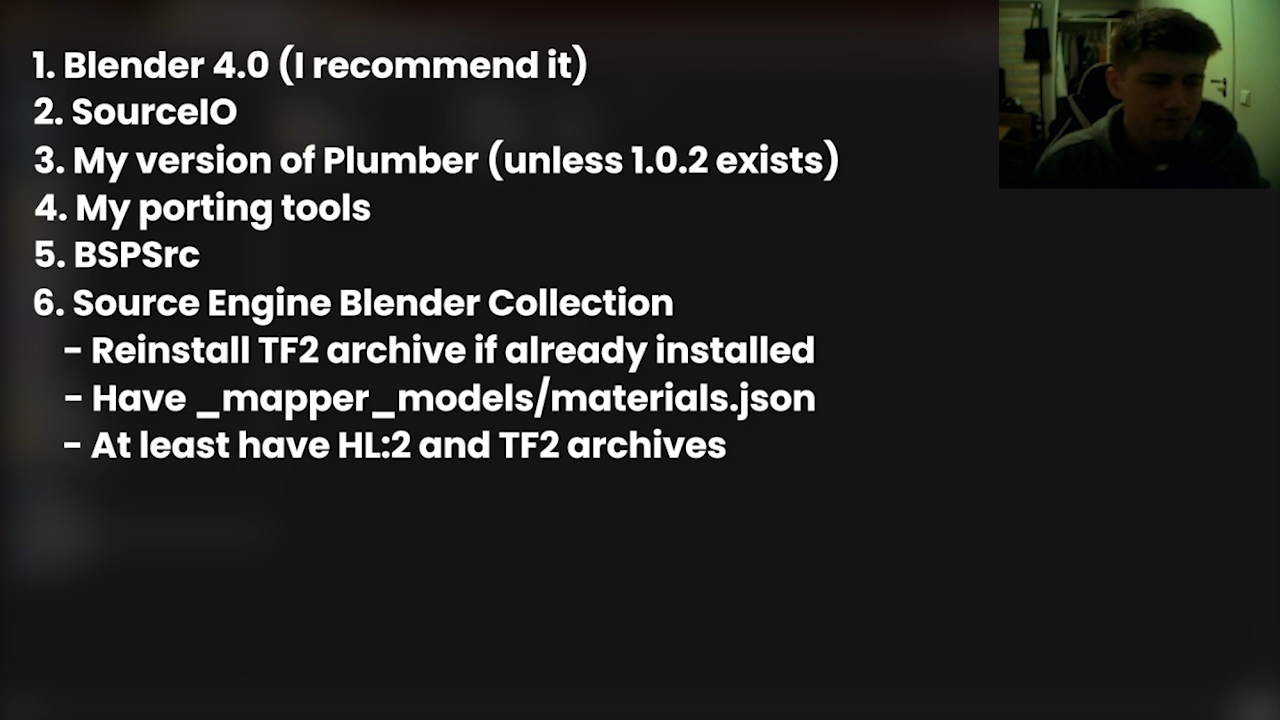 1. Blender 4.0 (I recommend it)
2. SourceIO
3. My version of Plumber (unless 1.0.2 exists)
4. My porting tools
5. BSPSrc
6. Source Engine Blender Collection
- Reinstall TF2 archive if already installed
- Have _mapper_models/materials.json
- At least have HL:2 and TF2 archives